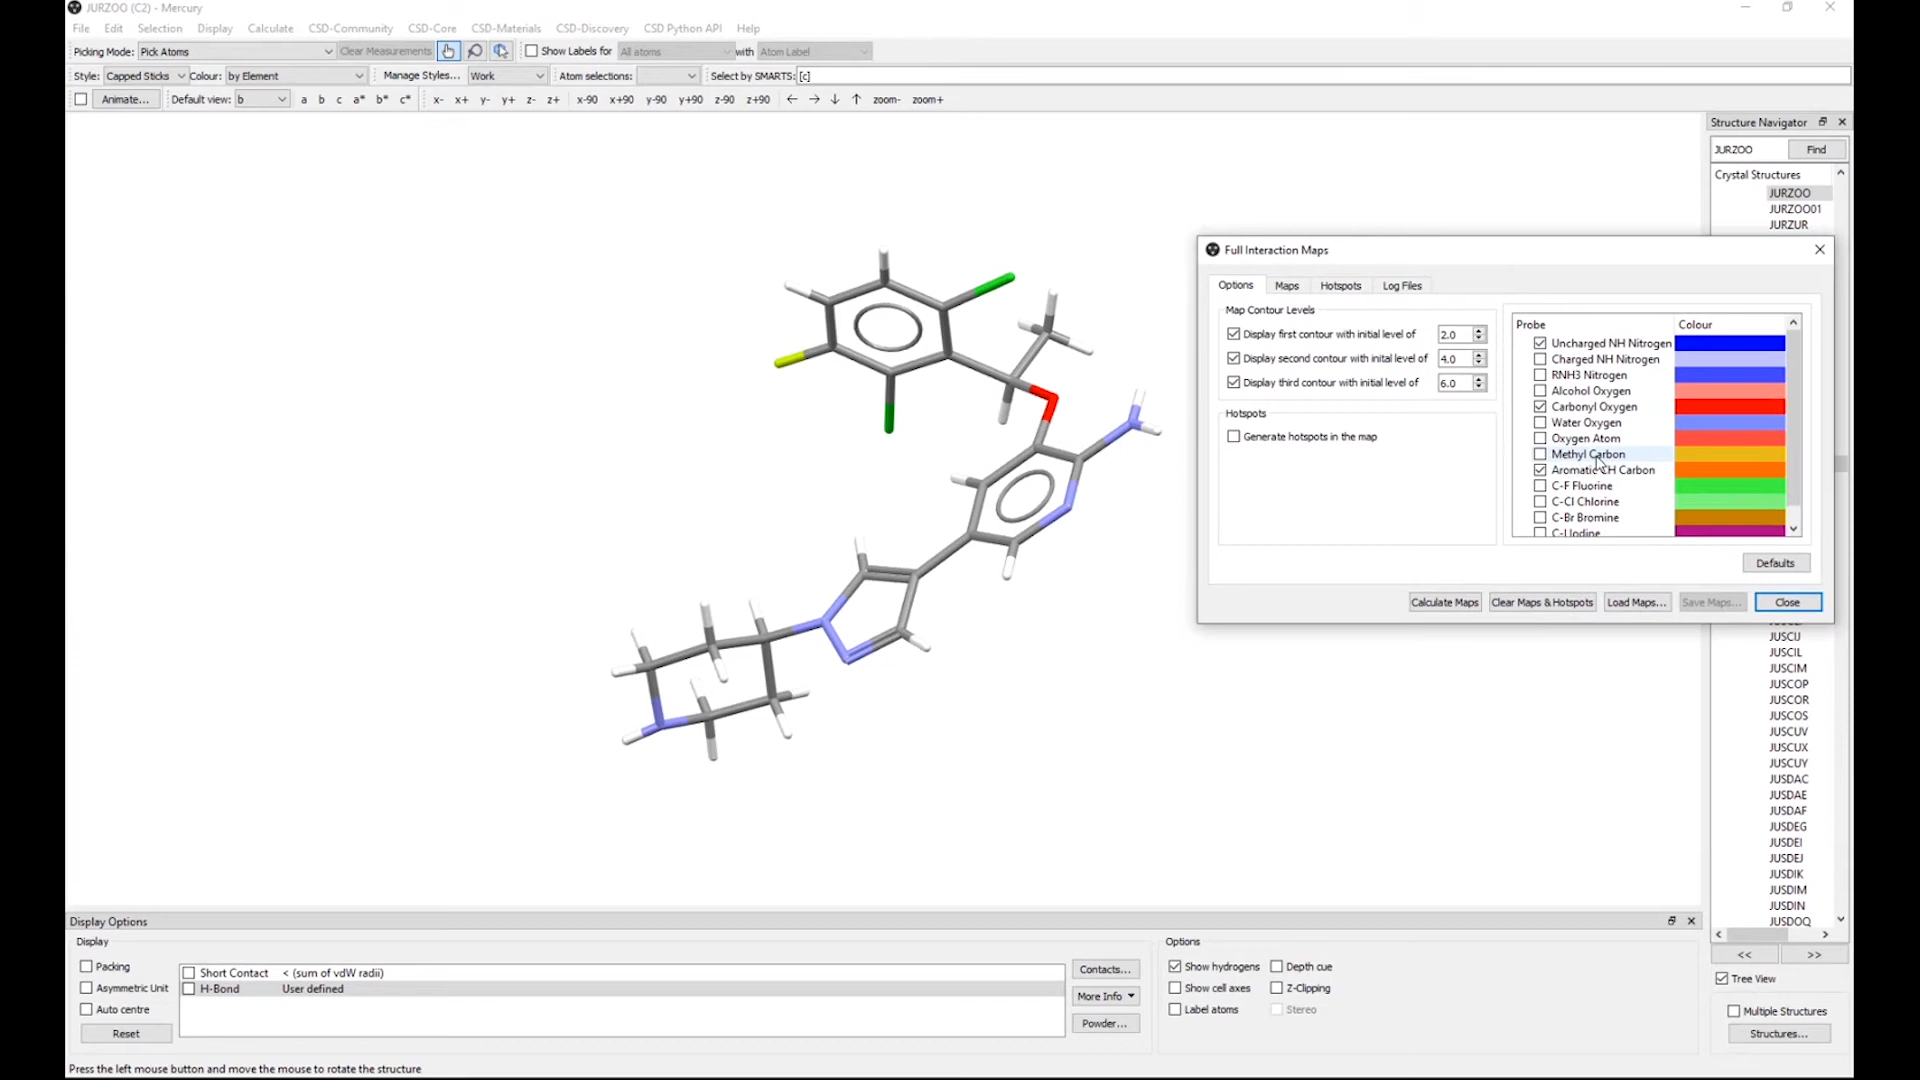 JURZOO (C2) - Mercury
File Edit Selection Display Calculate CSD-Community CSD-Core CSD-Materials CSD-Discovery CSD Python API Help
Picking Mode: Pick Atoms Clear Measurements Show Labels for All atoms with Atom Label
Style: Capped Sticks Colour: by Element Manage Styles... Work Atom selections: Select by SMARTS: [c]
Animate... Default view: b a b c a* b* c* x- x+ y- y+ z- z+ x-90 x+90 y-90 y+90 z-90 z+90 ← → ↓ ↑ zoom- zoom+
Structure Navigator
JURZOO Find
Crystal Structures
JURZOO
JURZOO01
JURZUR
Full Interaction Maps
Options Maps Hotspots Log Files
Map Contour Levels
Display first contour with initial level of 2.0
Display second contour with inital level of 4.0
Display third contour with initial level of 6.0
Hotspots
Generate hotspots in the map
Probe Colour
Uncharged NH Nitrogen
Charged NH Nitrogen
RNH3 Nitrogen
Alcohol Oxygen
Carbonyl Oxygen
Water Oxygen
Oxygen Atom
Methyl Carbon
Aromatic CH Carbon
C-F Fluorine
C-Cl Chlorine
C-Br Bromine
C-I Iodine
Defaults
Calculate Maps Clear Maps & Hotspots Load Maps... Save Maps... Close
JUSCIJ
JUSCIL
JUSCIM
JUSCOP
JUSCOR
JUSCOS
JUSCUV
JUSCUX
JUSCUY
JUSDAC
JUSDAE
JUSDAF
JUSDEG
JUSDEI
JUSDEJ
JUSDIK
JUSDIM
JUSDIN
JUSDOQ
<< >>
Tree View
Multiple Structures
Structures...
Display Options
Display
Packing
Asymmetric Unit
Auto centre
Reset
Short Contact < (sum of vdW radii)
H-Bond User defined
Contacts...
More Info
Powder...
Options
Show hydrogens Depth cue
Show cell axes Z-Clipping
Label atoms Stereo
Press the left mouse button and move the mouse to rotate the structure